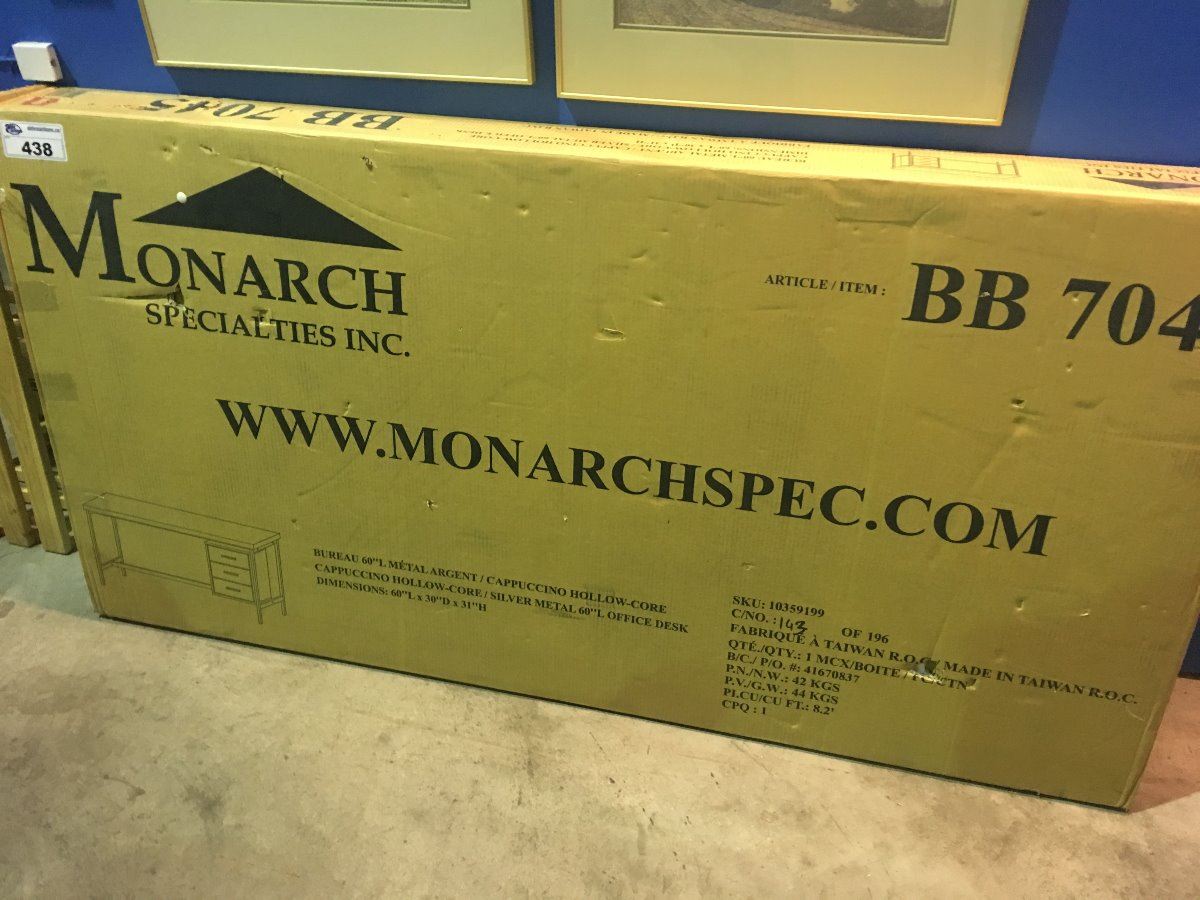 BB 7045
438
MONARCH
SPECIALTIES INC.
ARTICLE / ITEM : BB 704
WWW.MONARCHSPEC.COM
BUREAU 60"L MÉTAL ARGENT / CAPPUCCINO HOLLOW-CORE
CAPPUCCINO HOLLOW-CORE / SILVER METAL 60"L OFFICE DESK
DIMENSIONS: 60"L x 30"D x 31"H
SKU: 10359199
C/NO. : 143 OF 196
FABRIQUÉ À TAIWAN R.O.C./ MADE IN TAIWAN R.O.C.
QTÉ./QTY.: 1 MCX/BOITE / PC/CTN
B/C./ P/O. #: 41670837
P.N./N.W.: 42 KGS
P.V./G.W.: 44 KGS
PI.CU/CU FT.: 8.2'
CPQ : 1